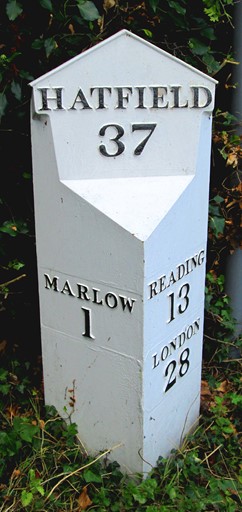 HATFIELD
37
MARLOW
1
READING
13
LONDON
28